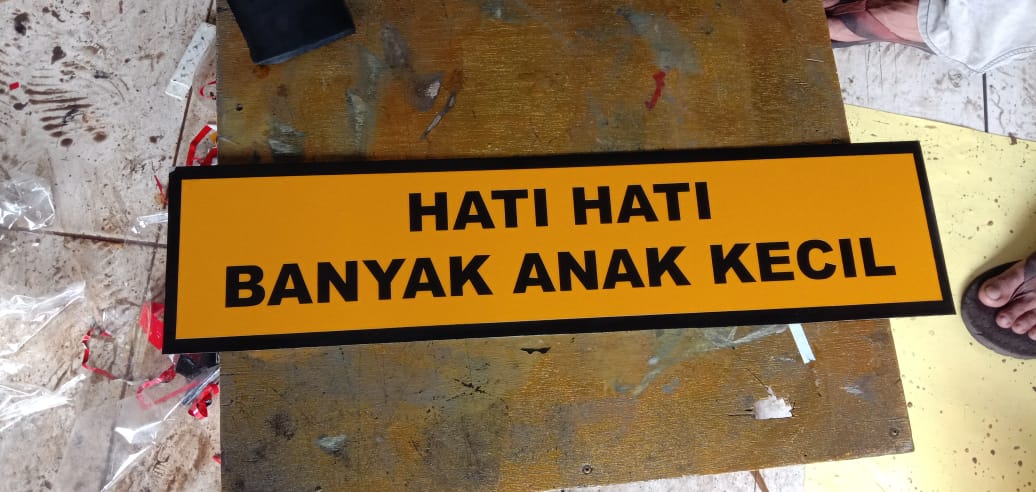 HATI HATI
BANYAK ANAK KECIL